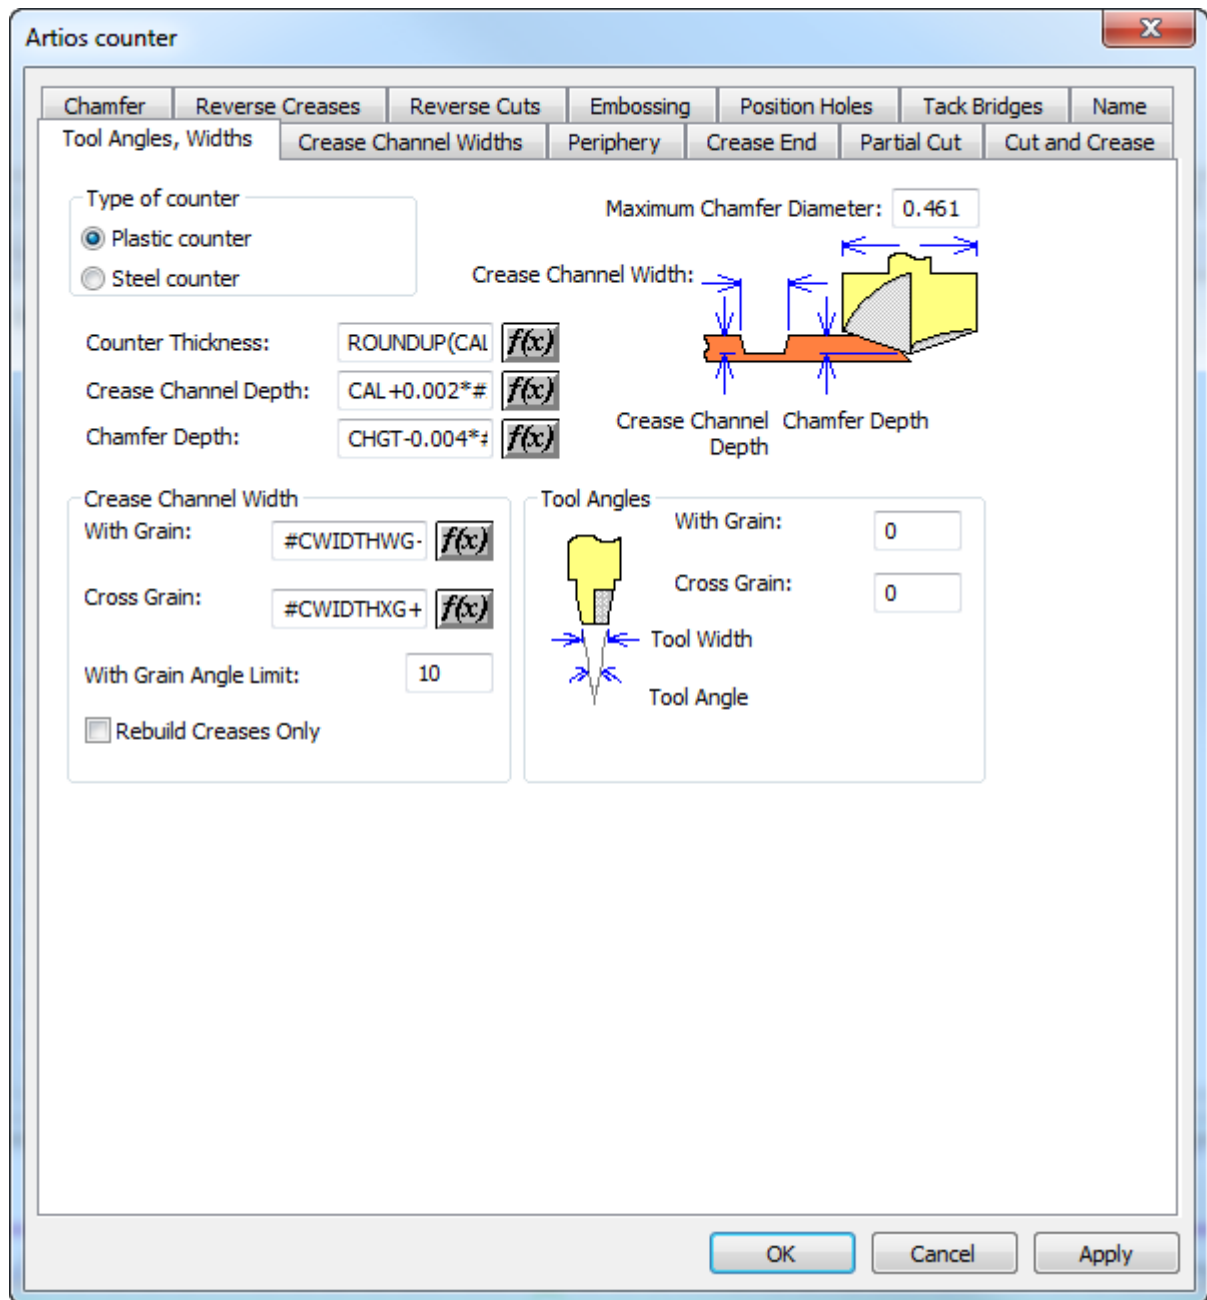 Artios counter
Chamfer Reverse Creases Reverse Cuts Embossing Position Holes Tack Bridges Name
Tool Angles, Widths Crease Channel Widths Periphery Crease End Partial Cut Cut and Crease
Type of counter
Plastic counter
Steel counter
Maximum Chamfer Diameter: 0.461
Crease Channel Width:
Counter Thickness: ROUNDUP(CAL f(x)
Crease Channel Depth: CAL+0.002*# f(x)
Chamfer Depth: CHGT-0.004*# f(x)
Crease Channel Depth
Chamfer Depth
Crease Channel Width
With Grain: #CWIDTHWG- f(x)
Cross Grain: #CWIDTHXG+ f(x)
With Grain Angle Limit: 10
Rebuild Creases Only
Tool Angles
With Grain: 0
Cross Grain: 0
Tool Width
Tool Angle
OK Cancel Apply